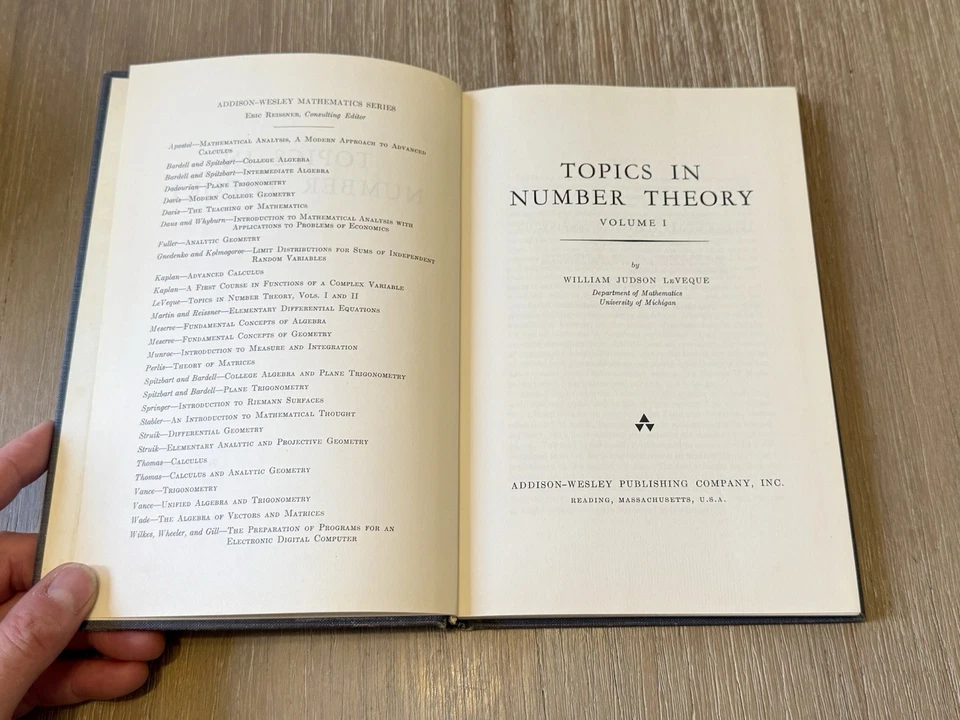 ADDISON-WESLEY MATHEMATICS SERIES
ERIC REISSNER, Consulting Editor
Apostol—MATHEMATICAL ANALYSIS, A MODERN APPROACH TO ADVANCED
CALCULUS
Bardell and Spitzbart—COLLEGE ALGEBRA
Bardell and Spitzbart—INTERMEDIATE ALGEBRA
Dadourian—PLANE TRIGONOMETRY
Davis—MODERN COLLEGE GEOMETRY
Davis—THE TEACHING OF MATHEMATICS
Daus and Whyburn—INTRODUCTION TO MATHEMATICAL ANALYSIS WITH
APPLICATIONS TO PROBLEMS OF ECONOMICS
Fuller—ANALYTIC GEOMETRY
Gnedenko and Kolmogorov—LIMIT DISTRIBUTIONS FOR SUMS OF INDEPENDENT
RANDOM VARIABLES
Kaplan—ADVANCED CALCULUS
Kaplan—A FIRST COURSE IN FUNCTIONS OF A COMPLEX VARIABLE
LeVeque—TOPICS IN NUMBER THEORY, VOLS. I AND II
Martin and Reissner—ELEMENTARY DIFFERENTIAL EQUATIONS
Meserve—FUNDAMENTAL CONCEPTS OF ALGEBRA
Meserve—FUNDAMENTAL CONCEPTS OF GEOMETRY
Munroe—INTRODUCTION TO MEASURE AND INTEGRATION
Perlis—THEORY OF MATRICES
Spitzbart and Bardell—COLLEGE ALGEBRA AND PLANE TRIGONOMETRY
Spitzbart and Bardell—PLANE TRIGONOMETRY
Springer—INTRODUCTION TO RIEMANN SURFACES
Stabler—AN INTRODUCTION TO MATHEMATICAL THOUGHT
Struik—DIFFERENTIAL GEOMETRY
Struik—ELEMENTARY ANALYTIC AND PROJECTIVE GEOMETRY
Thomas—CALCULUS
Thomas—CALCULUS AND ANALYTIC GEOMETRY
Vance—TRIGONOMETRY
Vance—UNIFIED ALGEBRA AND TRIGONOMETRY
Wade—THE ALGEBRA OF VECTORS AND MATRICES
Wilkes, Wheeler, and Gill—THE PREPARATION OF PROGRAMS FOR AN
ELECTRONIC DIGITAL COMPUTER
TOPICS IN
NUMBER THEORY
VOLUME I
by
WILLIAM JUDSON LeVEQUE
Department of Mathematics
University of Michigan
ADDISON-WESLEY PUBLISHING COMPANY, INC.
READING, MASSACHUSETTS, U.S.A.